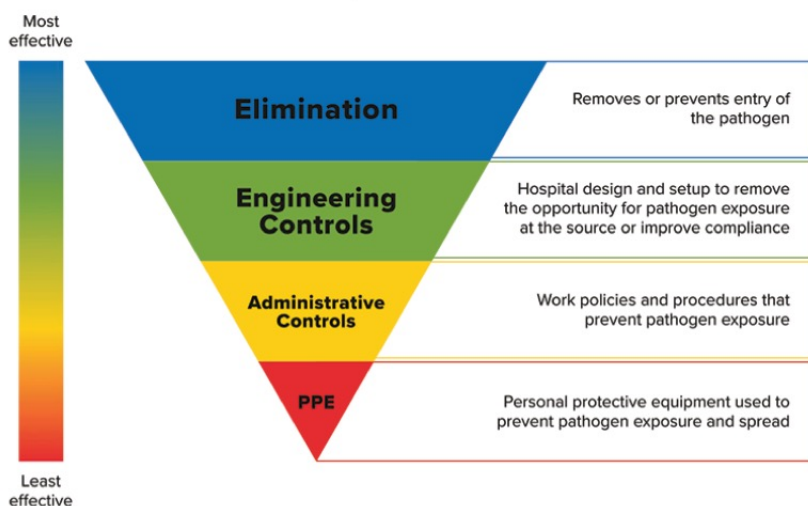 Most
effective
Elimination
Removes or prevents entry of
the pathogen
Engineering
Controls
Hospital design and setup to remove
the opportunity for pathogen exposure
at the source or improve compliance
Administrative
Controls
Work policies and procedures that
prevent pathogen exposure
PPE
Personal protective equipment used to
prevent pathogen exposure and spread
Least
effective